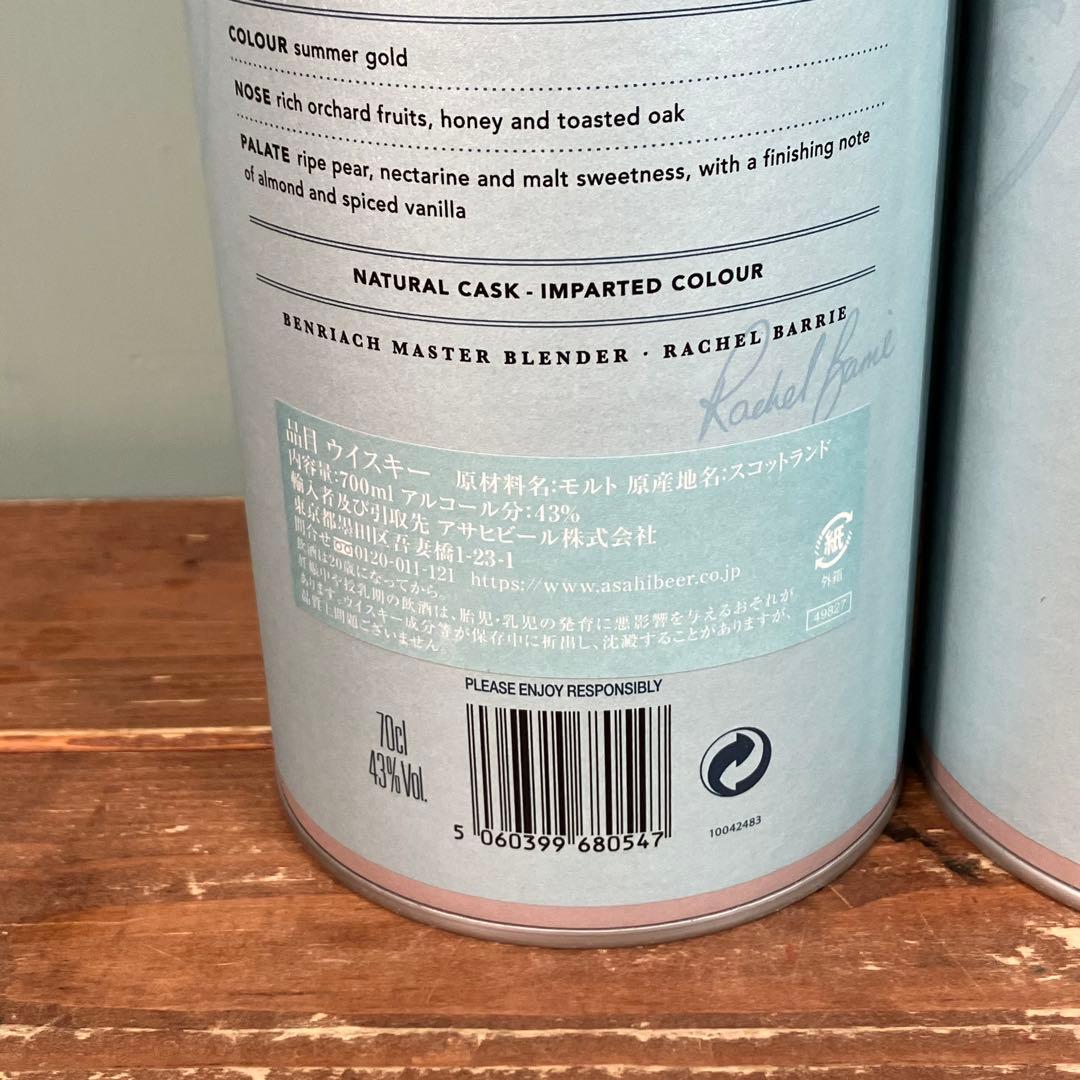 COLOUR summer gold
NOSE rich orchard fruits, honey and toasted oak
PALATE ripe pear, nectarine and malt sweetness, with a finishing note
of almond and spiced vanilla
NATURAL CASK - IMPARTED COLOUR
BENRIACH MASTER BLENDER · RACHEL BARRIE
Rachel Barrie
品目 ウイスキー 原材料名:モルト 原産地名:スコットランド
内容量:700ml アルコール分:43%
輸入者及び引取先 アサヒビール株式会社
東京都墨田区吾妻橋1-23-1
問合せ 0120-011-121 https://www.asahibeer.co.jp
飲酒は20歳になってから。
妊娠中や授乳期の飲酒は、胎児・乳児の発育に悪影響を与えるおそれが
あります。ウイスキー成分等が保存中に析出し、沈澱することがありますが、
品質上問題ございません。
紙
外箱
49827
PLEASE ENJOY RESPONSIBLY
70cl
43%Vol.
5 060399 680547
10042483